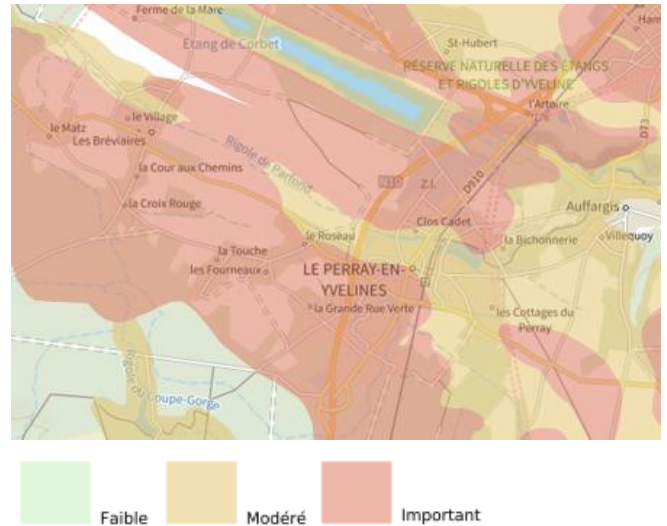 Ferme de la Mare
Ham
Etang de Corbet
St-Hubert
RÉSERVE NATURELLE DES ÉTANGS
ET RIGOLES D'YVELINE
l'Artoire
le Village
le Matz
Les Bréviaires
D73
Rigole de Parfond
la Cour aux Chemins
N10
Z.I.
D910
la Croix Rouge
Auffargis
Clos Cadet
le Roseau
la Bichonnerie
Villequoy
la Touche
les Fourneaux
LE PERRAY-EN-
YVELINES
la Grande Rue Verte
les Cottages du
Perray
Rigole du Coupe-Gorge
Faible
Modéré
Important